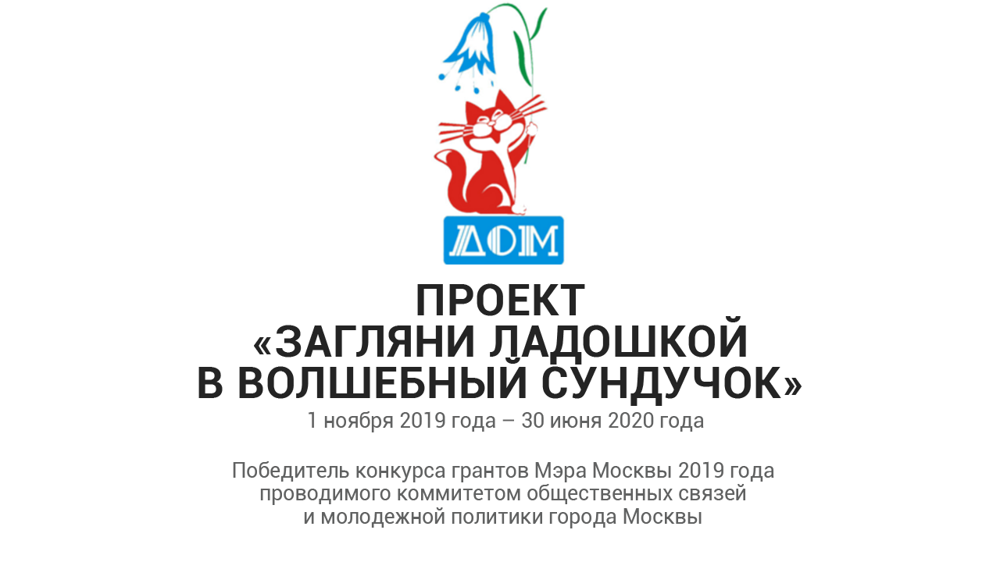 ДОМ
ПРОЕКТ
«ЗАГЛЯНИ ЛАДОШКОЙ
В ВОЛШЕБНЫЙ СУНДУЧОК»
1 ноября 2019 года – 30 июня 2020 года
Победитель конкурса грантов Мэра Москвы 2019 года
проводимого коммитетом общественных связей
и молодежной политики города Москвы